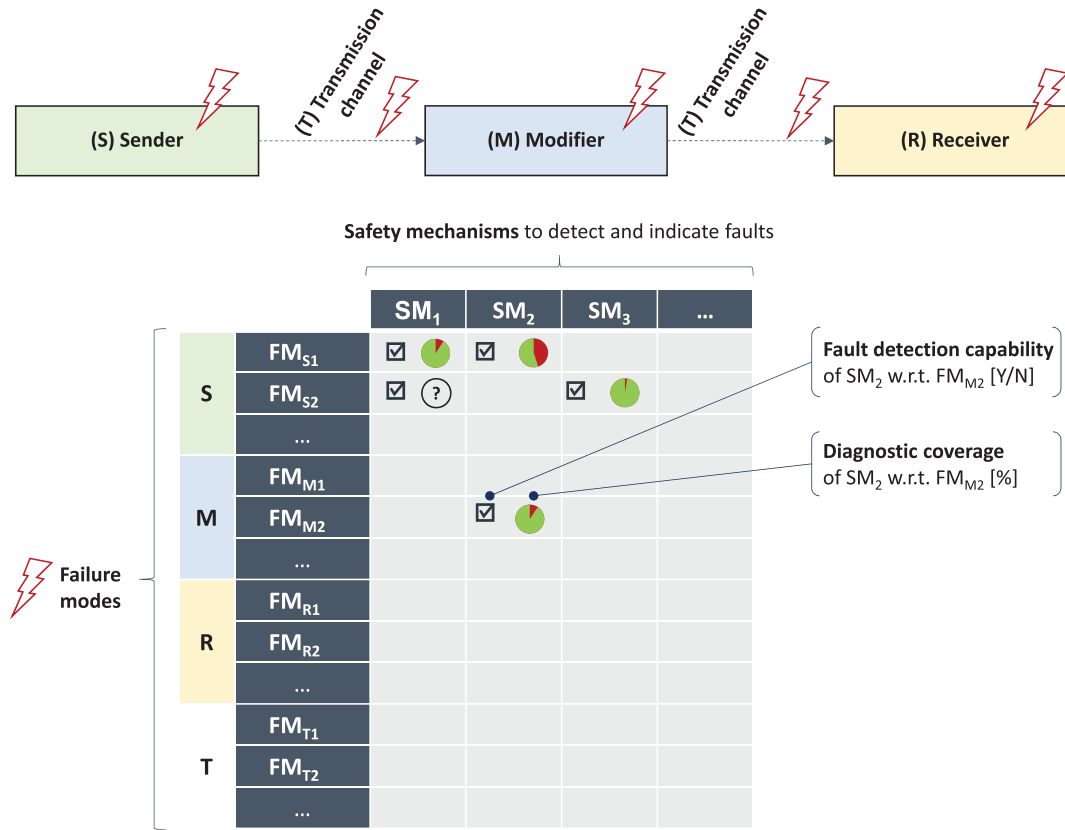 (S) Sender
(T) Transmission
channel
(M) Modifier
(T) Transmission
channel
(R) Receiver
Safety mechanisms to detect and indicate faults
SM1 SM2 SM3 ...
S
FMS1
FMS2 ?
...
M
FMM1
FMM2
...
R
FMR1
FMR2
...
T
FMT1
FMT2
...
Failure
modes
Fault detection capability
of SM2 w.r.t. FMM2 [Y/N]
Diagnostic coverage
of SM2 w.r.t. FMM2 [%]